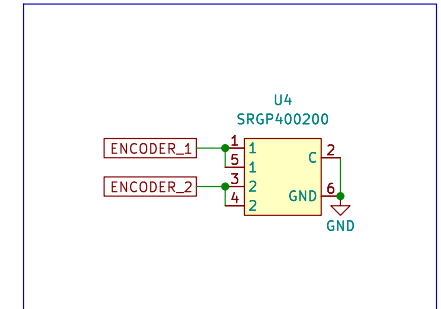 U4
SRGP400200
ENCODER_1
1
1
2
C
5
1
3
2
ENCODER_2
6
GND
4
2
GND